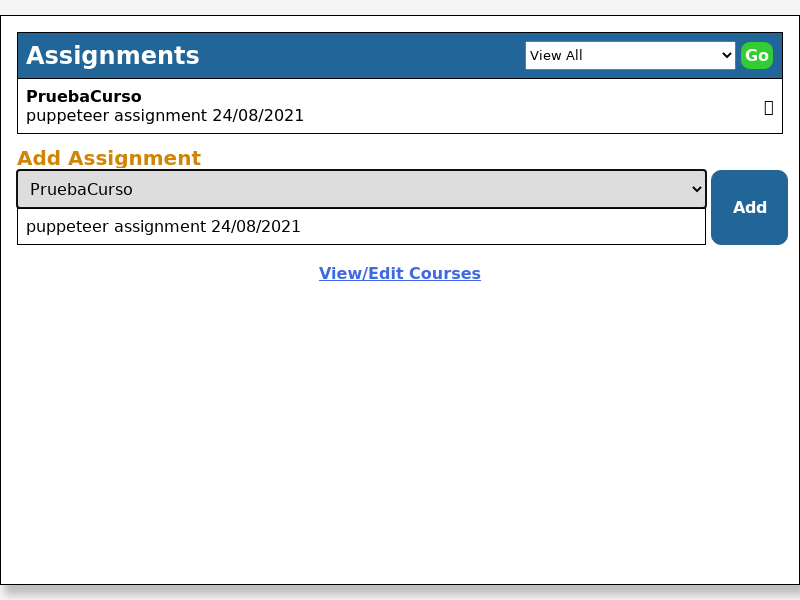 Assignments
View All
Go
PruebaCurso
puppeteer assignment 24/08/2021
Add Assignment
PruebaCurso
Add
puppeteer assignment 24/08/2021
View/Edit Courses